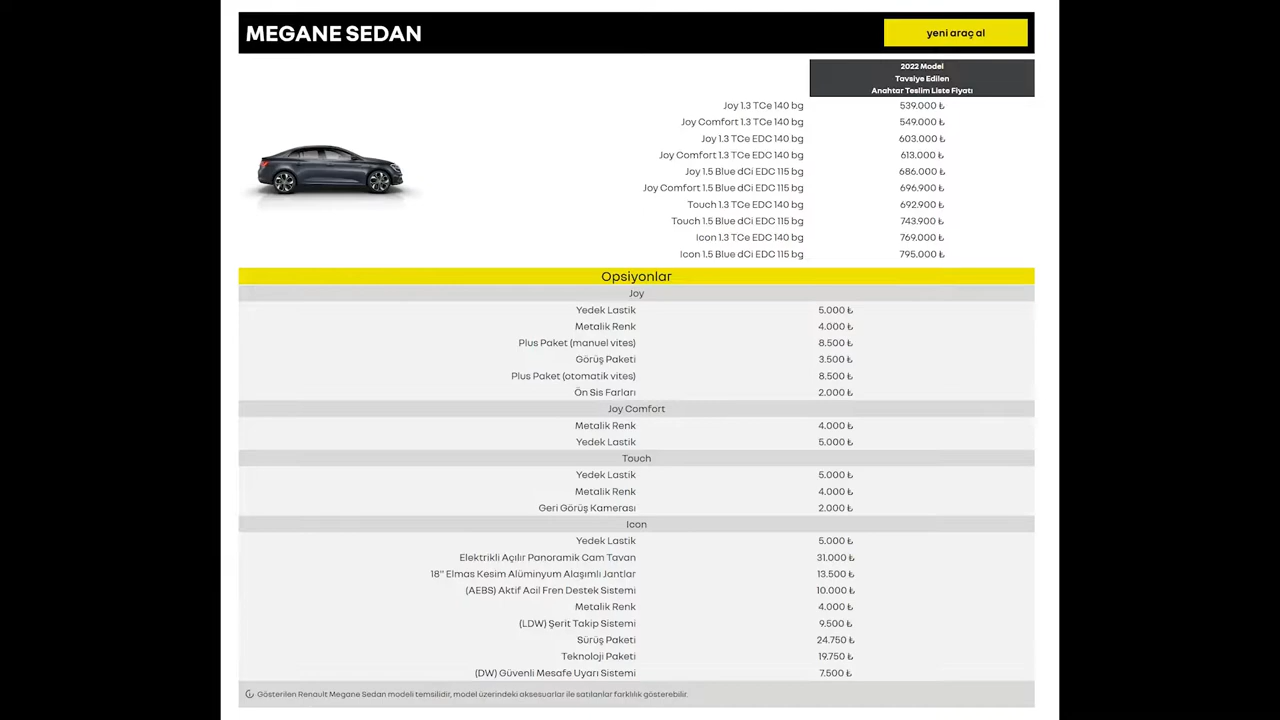 MEGANE SEDAN
yeni araç al
2022 Model
Tavsiye Edilen
Anahtar Teslim Liste Fiyatı
Joy 1.3 TCe 140 bg 539.000 ₺
Joy Comfort 1.3 TCe 140 bg 549.000 ₺
Joy 1.3 TCe EDC 140 bg 603.000 ₺
Joy Comfort 1.3 TCe EDC 140 bg 613.000 ₺
Joy 1.5 Blue dCi EDC 115 bg 686.000 ₺
Joy Comfort 1.5 Blue dCi EDC 115 bg 696.900 ₺
Touch 1.3 TCe EDC 140 bg 692.900 ₺
Touch 1.5 Blue dCi EDC 115 bg 743.900 ₺
Icon 1.3 TCe EDC 140 bg 769.000 ₺
Icon 1.5 Blue dCi EDC 115 bg 795.000 ₺
Opsiyonlar
Joy
Yedek Lastik 5.000 ₺
Metalik Renk 4.000 ₺
Plus Paket (manuel vites) 8.500 ₺
Görüş Paketi 3.500 ₺
Plus Paket (otomatik vites) 8.500 ₺
Ön Sis Farları 2.000 ₺
Joy Comfort
Metalik Renk 4.000 ₺
Yedek Lastik 5.000 ₺
Touch
Yedek Lastik 5.000 ₺
Metalik Renk 4.000 ₺
Geri Görüş Kamerası 2.000 ₺
Icon
Yedek Lastik 5.000 ₺
Elektrikli Açılır Panoramik Cam Tavan 31.000 ₺
18" Elmas Kesim Alüminyum Alaşımlı Jantlar 13.500 ₺
(AEBS) Aktif Acil Fren Destek Sistemi 10.000 ₺
Metalik Renk 4.000 ₺
(LDW) Şerit Takip Sistemi 9.500 ₺
Sürüş Paketi 24.750 ₺
Teknoloji Paketi 19.750 ₺
(DW) Güvenli Mesafe Uyarı Sistemi 7.500 ₺
Gösterilen Renault Megane Sedan modeli temsilidir, model üzerindeki aksesuarlar ile satılanlar farklılık gösterebilir.